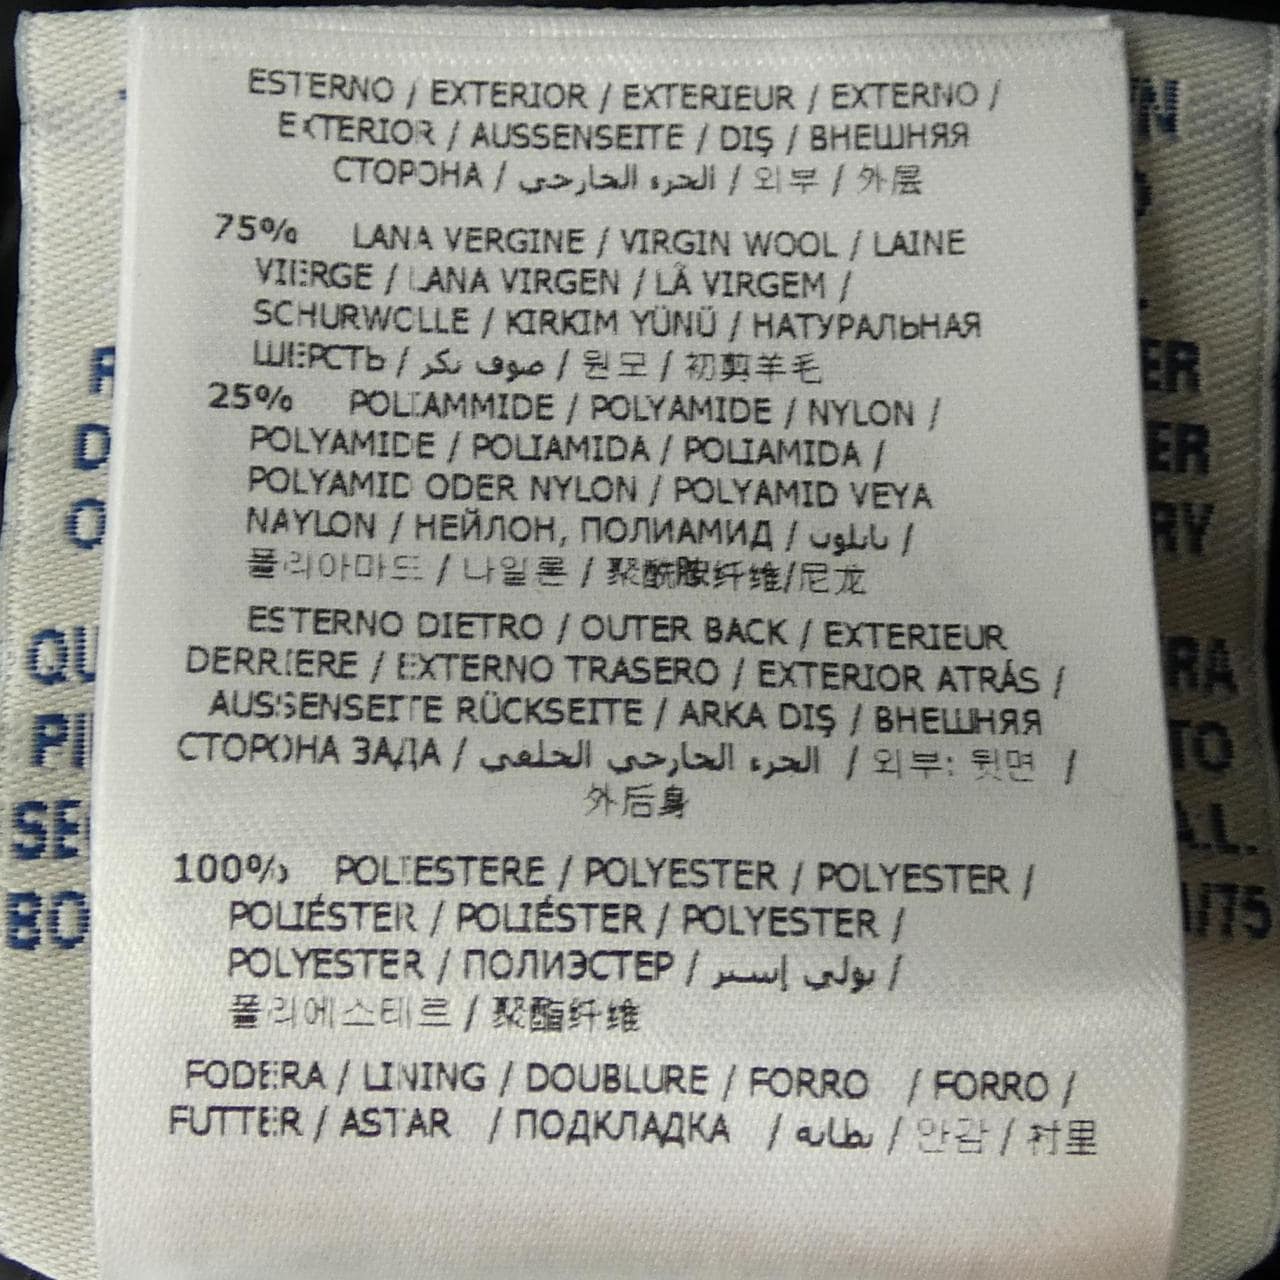 ESTERNO / EXTERIOR / EXTERIEUR / EXTERNO /
EXTERIOR / AUSSENSEITE / DIŞ / ВНЕШНЯЯ
СТОРОНА / الجزء الخارجي / 외부 / 外层
75% LANA VERGINE / VIRGIN WOOL / LAINE
VIERGE / LANA VIRGEN / LÃ VIRGEM /
SCHURWOLLE / KIRKIM YÜNÜ / НАТУРАЛЬНАЯ
ШЕРСТЬ / صوف بكر / 원모 / 初剪羊毛
25% POLIAMMIDE / POLYAMIDE / NYLON /
POLYAMIDE / POLIAMIDA / POLIAMIDA /
POLYAMID ODER NYLON / POLYAMID VEYA
NAYLON / НЕЙЛОН, ПОЛИАМИД / نايلون /
폴리아마드 / 나일론 / 聚酰胺纤维/尼龙
ESTERNO DIETRO / OUTER BACK / EXTERIEUR
DERRIERE / EXTERNO TRASERO / EXTERIOR ATRÁS /
AUSSENSEITE RÜCKSEITE / ARKA DIŞ / ВНЕШНЯЯ
СТОРОНА ЗАДА / الجزء الخارجي الخلفي / 외부: 뒷면 /
外后身
100% POLIESTERE / POLYESTER / POLYESTER /
POLIÉSTER / POLIÉSTER / POLYESTER /
POLYESTER / ПОЛИЭСТЕР / بولي إستر /
폴리에스테르 / 聚酯纤维
FODERA / LINING / DOUBLURE / FORRO / FORRO /
FUTTER / ASTAR / ПОДКЛАДКА / بطانة / 안감 / 衬里